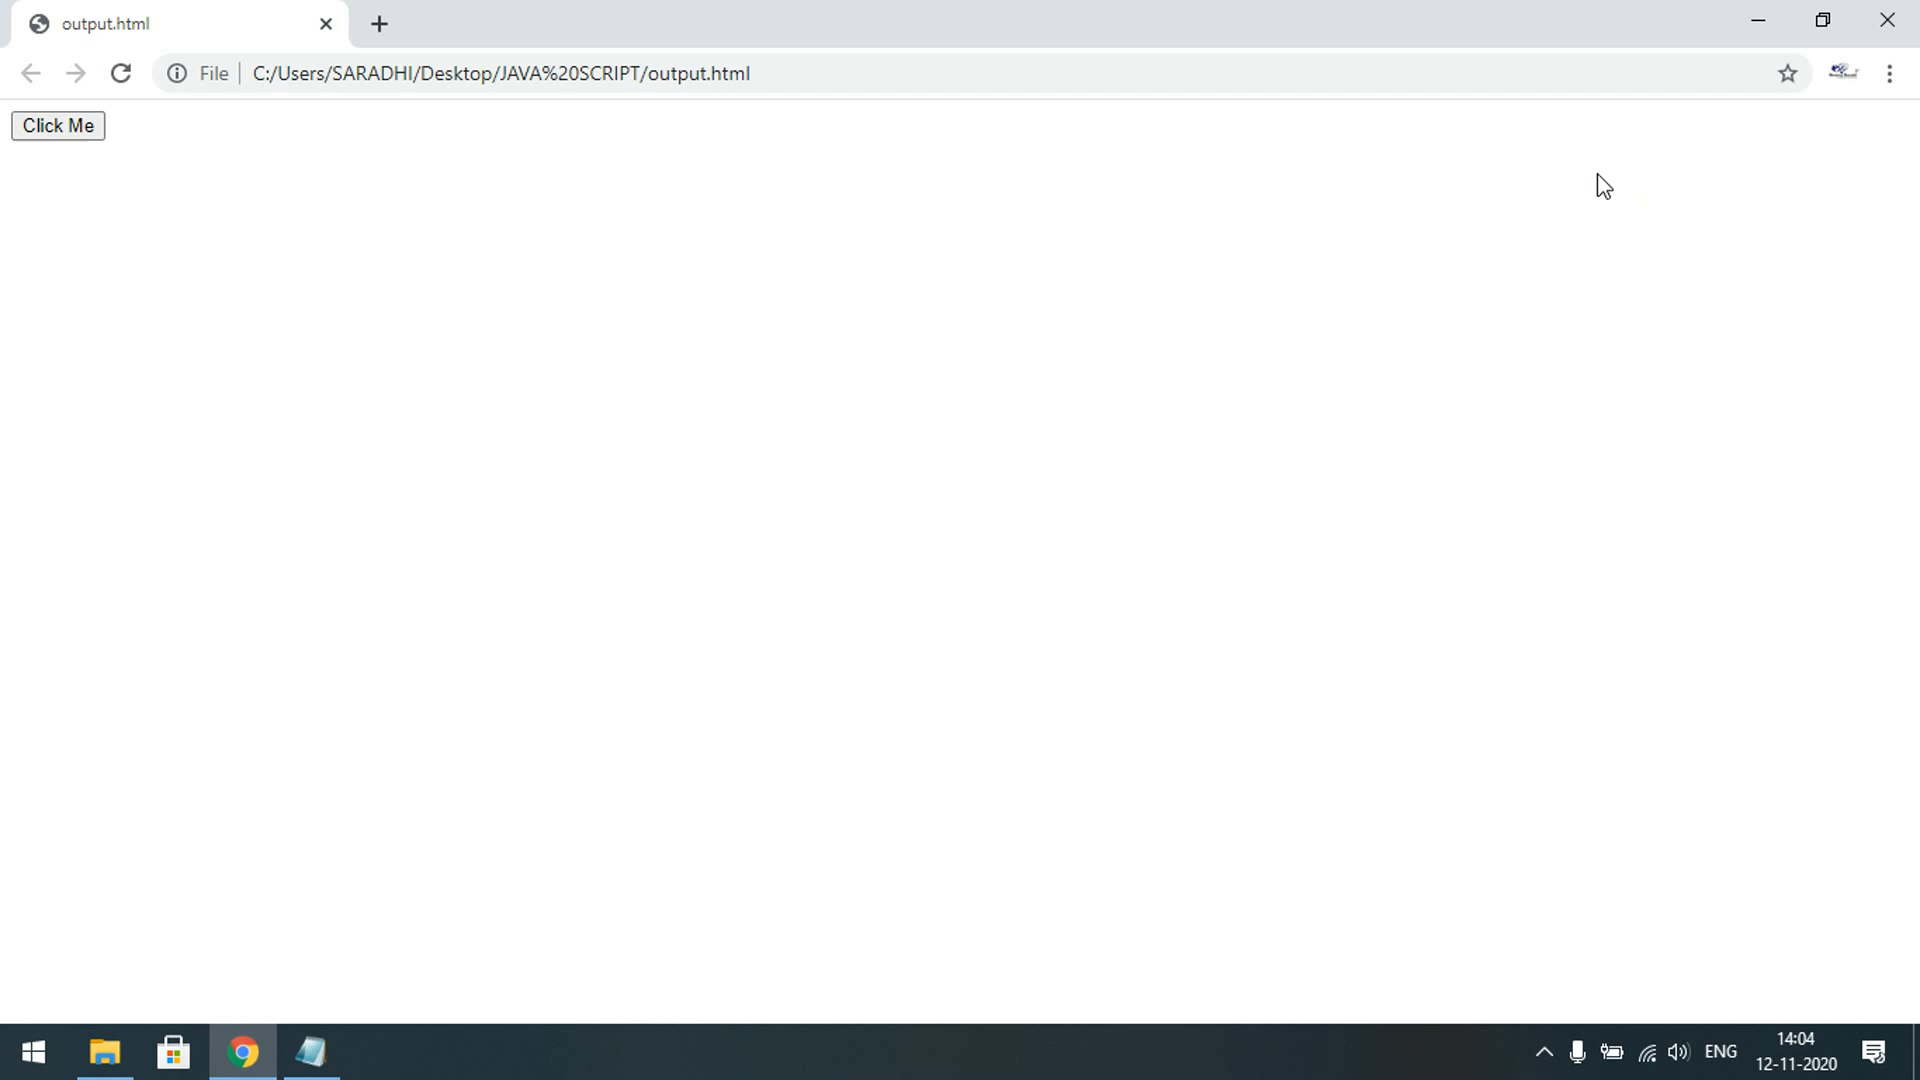 output.html
File
C:/Users/SARADHI/Desktop/JAVA%20SCRIPT/output.html
Click Me
ENG
14:04
12-11-2020